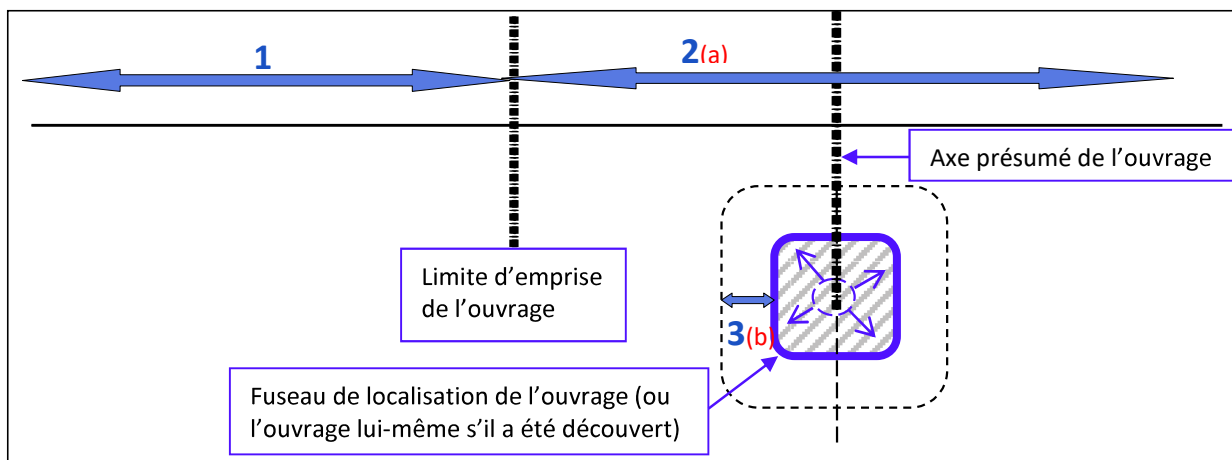 1
2(a)
Axe présumé de l’ouvrage
Limite d’emprise
de l’ouvrage
3(b)
Fuseau de localisation de l’ouvrage (ou
l’ouvrage lui-même s’il a été découvert)